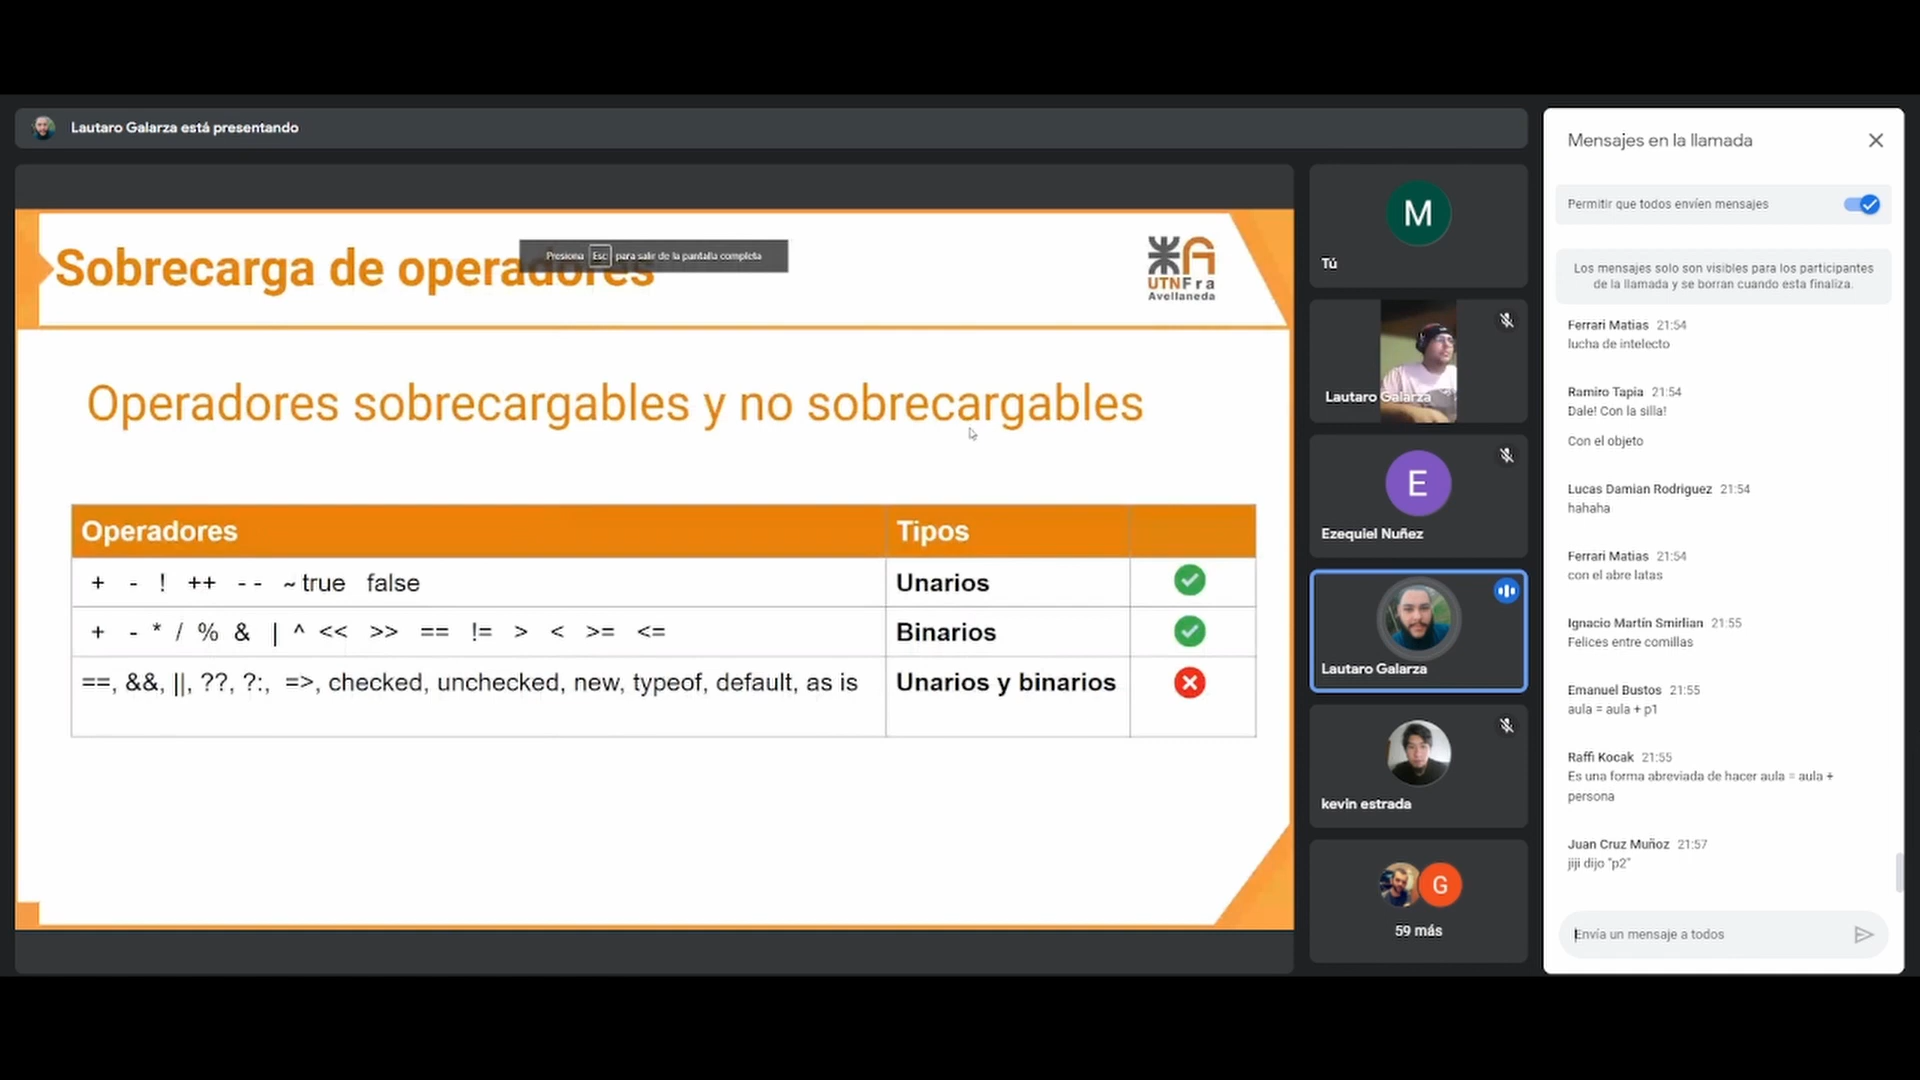 Lautaro Galarza está presentando
Sobrecarga de operadores
Presiona Esc para salir de la pantalla completa
UTNFra
Avellaneda
Operadores sobrecargables y no sobrecargables
Operadores Tipos
+ - ! ++ -- ~ true false Unarios
+ - * / % & | ^ << >> == != > < >= <= Binarios
==, &&, ||, ??, ?:, =>, checked, unchecked, new, typeof, default, as is Unarios y binarios
M
Tú
Lautaro Galarza
E
Ezequiel Nuñez
Lautaro Galarza
kevin estrada
G
59 más
Mensajes en la llamada
Permitir que todos envíen mensajes
Los mensajes solo son visibles para los participantes
de la llamada y se borran cuando esta finaliza.
Ferrari Matias 21:54
lucha de intelecto
Ramiro Tapia 21:54
Dale! Con la silla!
Con el objeto
Lucas Damian Rodriguez 21:54
hahaha
Ferrari Matias 21:54
con el abre latas
Ignacio Martín Smirlian 21:55
Felices entre comillas
Emanuel Bustos 21:55
aula = aula + p1
Raffi Kocak 21:55
Es una forma abreviada de hacer aula = aula +
persona
Juan Cruz Muñoz 21:57
jiji dijo "p2"
Envía un mensaje a todos